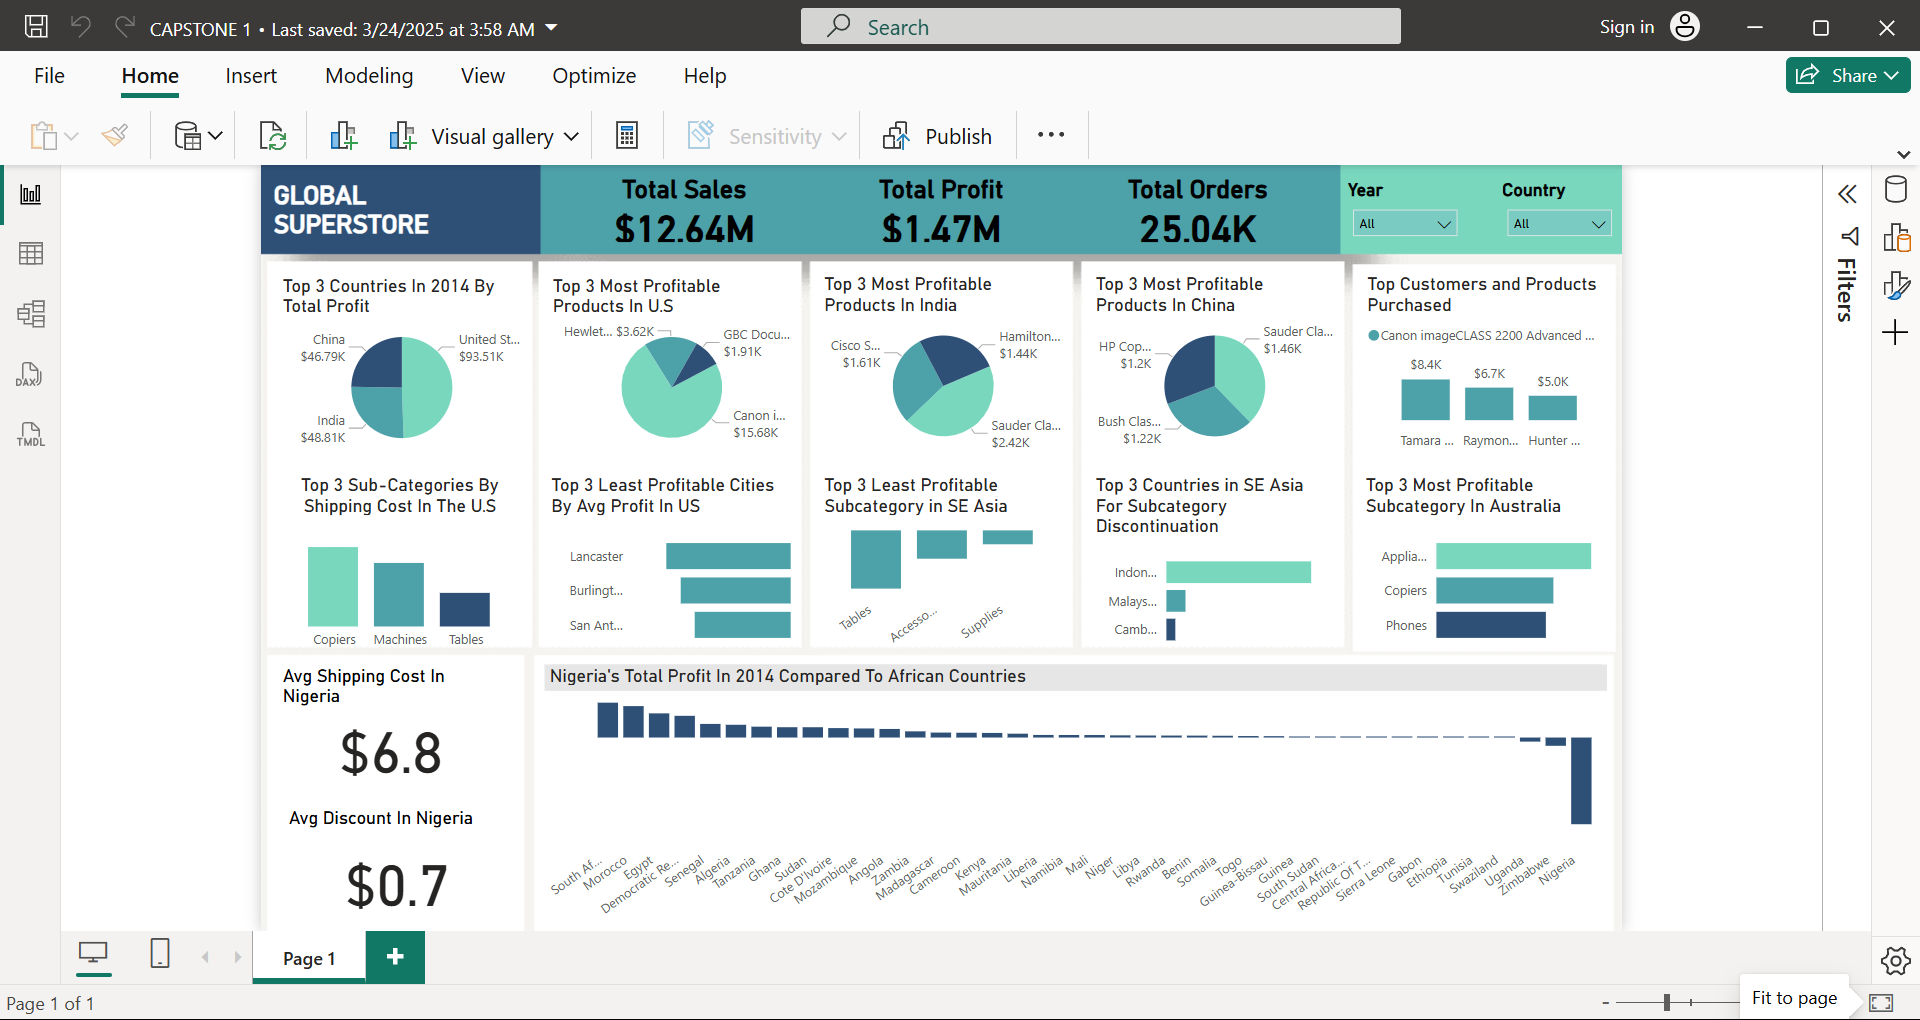 CAPSTONE 1 • Last saved: 3/24/2025 at 3:58 AM
Search
Sign in
File
Home
Insert
Modeling
View
Optimize
Help
Share
Visual gallery
Sensitivity
Publish
GLOBAL
SUPERSTORE
Total Sales
$12.64M
Total Profit
$1.47M
Total Orders
25.04K
Year
All
Country
All
Filters
DAX
TMDL
Top 3 Countries In 2014 By
Total Profit
China
$46.79K
United St...
$93.51K
India
$48.81K
Top 3 Most Profitable
Products In U.S
Hewlet... $3.62K
GBC Docu...
$1.91K
Canon i...
$15.68K
Top 3 Most Profitable
Products In India
Cisco S...
$1.61K
Hamilton...
$1.44K
Sauder Cla...
$2.42K
Top 3 Most Profitable
Products In China
HP Cop...
$1.2K
Sauder Cla...
$1.46K
Bush Clas...
$1.22K
Top Customers and Products
Purchased
Canon imageCLASS 2200 Advanced ...
$8.4K
$6.7K
$5.0K
Tamara ...
Raymon...
Hunter ...
Top 3 Sub-Categories By
Shipping Cost In The U.S
Copiers
Machines
Tables
Top 3 Least Profitable Cities
By Avg Profit In US
Lancaster
Burlingt...
San Ant...
Top 3 Least Profitable
Subcategory in SE Asia
Tables
Accesso...
Supplies
Top 3 Countries in SE Asia
For Subcategory
Discontinuation
Indon...
Malays...
Camb...
Top 3 Most Profitable
Subcategory In Australia
Applia...
Copiers
Phones
Avg Shipping Cost In
Nigeria
$6.8
Avg Discount In Nigeria
$0.7
Nigeria's Total Profit In 2014 Compared To African Countries
South Af...
Morocco
Egypt
Democratic Re...
Senegal
Algeria
Tanzania
Ghana
Sudan
Cote D'Ivoire
Mozambique
Angola
Zambia
Madagascar
Cameroon
Kenya
Mauritania
Liberia
Namibia
Mali
Niger
Libya
Rwanda
Benin
Somalia
Togo
Guinea-Bissau
Guinea
South Sudan
Central Africa...
Republic Of T...
Sierra Leone
Gabon
Ethiopia
Tunisia
Swaziland
Uganda
Zimbabwe
Nigeria
Page 1
Page 1 of 1
Fit to page